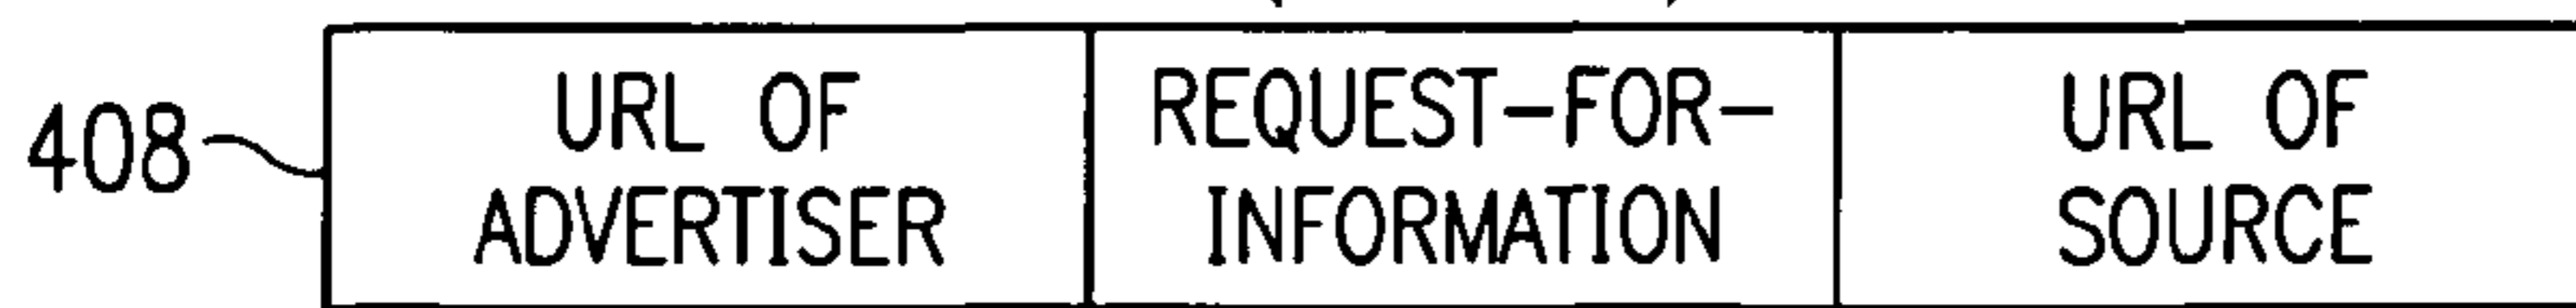 408
URL OF
ADVERTISER
REQUEST-FOR-
INFORMATION
URL OF
SOURCE